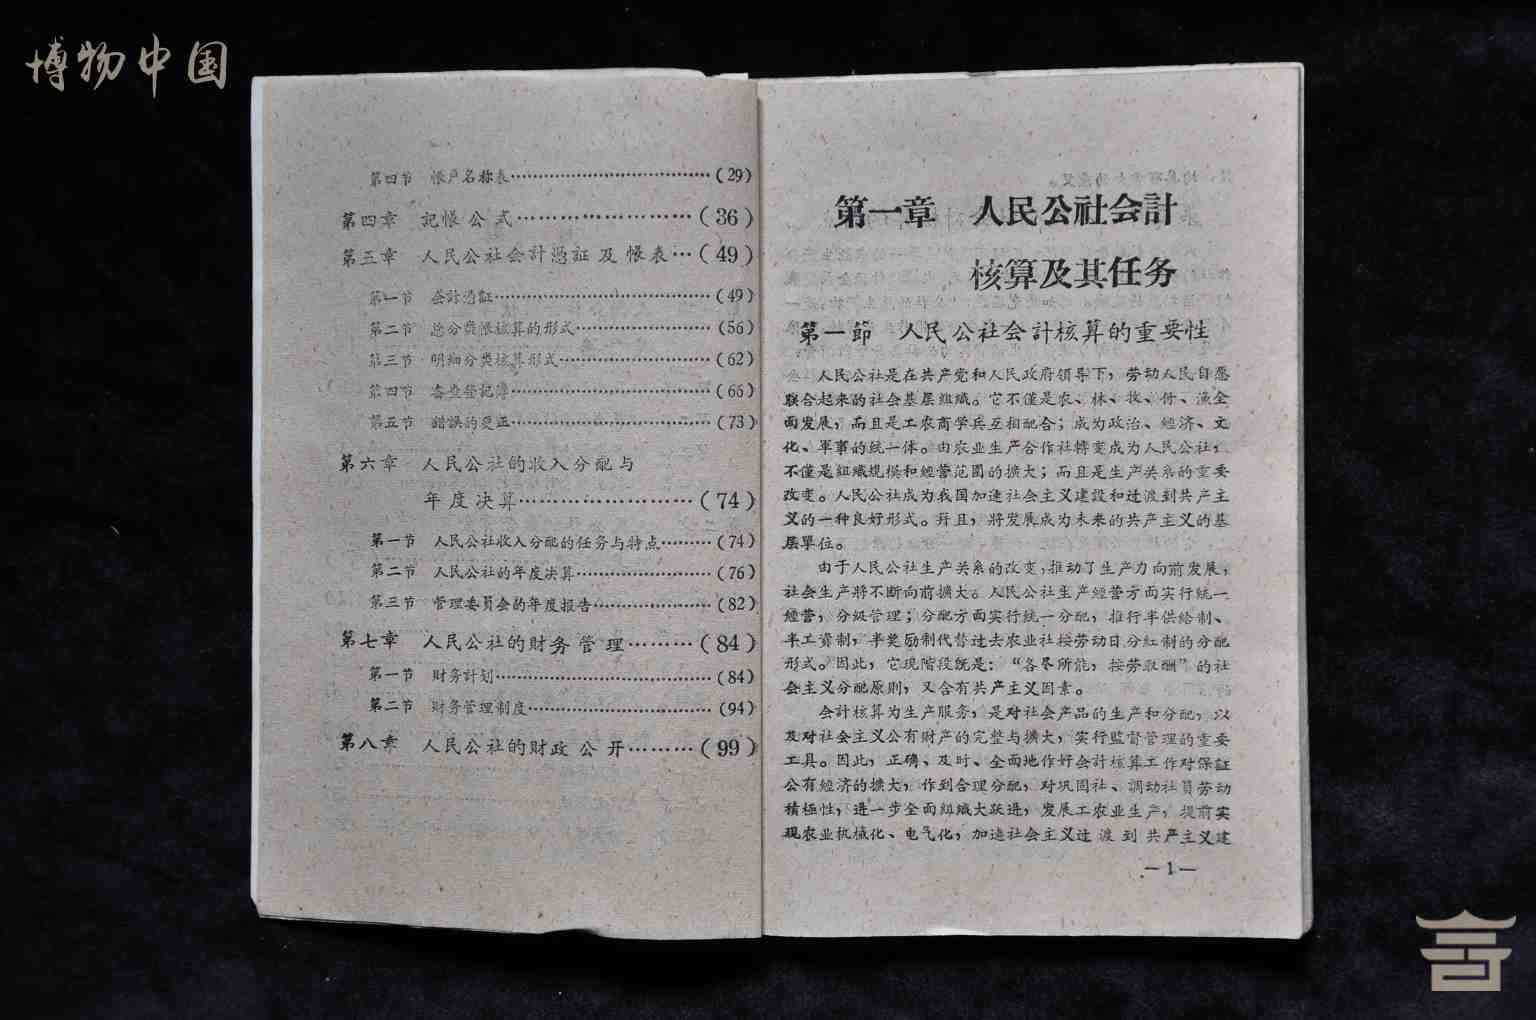 博物中国
第四节 帳户名称表……………………………(29)
第四章 記帳公式……………………(36)
第五章 人民公社会計憑証及帳表…(49)
第一节 会計憑証……………………………(49)
第二节 总分类帳核算的形式………………(56)
第三节 明細分类核算形式…………………(62)
第四节 备查登記簿…………………………(66)
第五节 錯誤的更正…………………………(73)
第六章 人民公社的收入分配与
年度决算……………………(74)
第一节 人民公社收入分配的任务与特点………(74)
第二节 人民公社的年度决算………………(76)
第三节 管理委員会的年度报告……………(82)
第七章 人民公社的財务管理………(84)
第一节 財务計划……………………………(84)
第二节 財务管理制度………………………(94)
第八章 人民公社的財政公开………(99)
第一章 人民公社会計
核算及其任务
第一節 人民公社会計核算的重要性
人民公社是在共产党和人民政府領导下，劳动人民自愿
联合起来的社会基层組織。它不僅是农、林、牧、付、漁全
面发展，而且是工农商学兵互相配合；成为政治、經济、文
化、軍事的統一体。由农业生产合作社轉变成为人民公社，
不僅是組織規模和經营范圍的擴大；而且是生产关系的重要
改变。人民公社成为我国加速社会主义建設和过渡到共产主
义的一种良好形式。幷且，將发展成为未来的共产主义的基
层單位。
由于人民公社生产关系的改变，推动了生产力向前发展，
社会生产將不断向前擴大。人民公社生产經营方面实行統一
經营，分級管理；分配方面实行統一分配，推行半供給制、
半工資制，半奖励制代替过去农业社按劳动日分紅制的分配
形式。因此，它現階段就是：“各尽所能，按劳取酬”的社
会主义分配原則，又含有共产主义因素。
会計核算为生产服务，是对社会产品的生产和分配，以
及对社会主义公有財产的完整与擴大，实行監督管理的重要
工具。因此，正确、及时、全面地作好会計核算工作对保証
公有經济的擴大，作到合理分配，对巩固社、調动社員劳动
積極性，进一步全面組織大跃进，发展工农业生产，提前实
現农业机械化、电气化，加速社会主义过渡到共产主义建
—1—